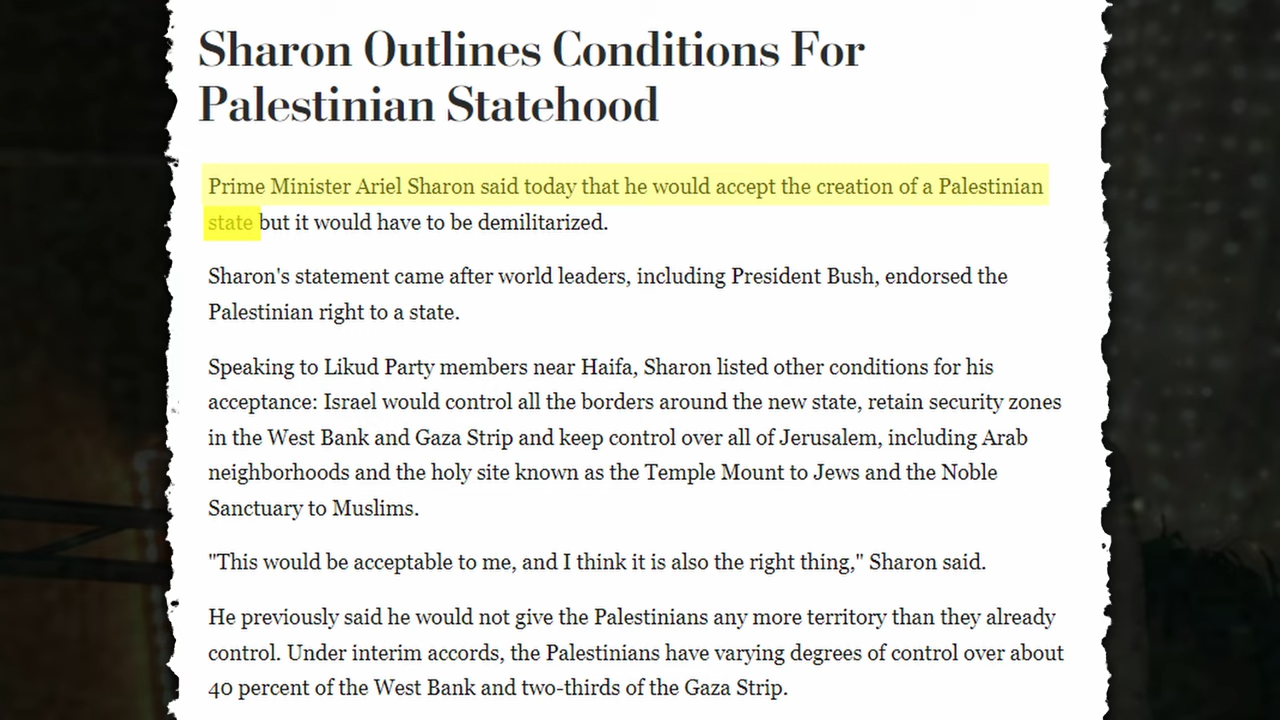 Sharon Outlines Conditions For
Palestinian Statehood
Prime Minister Ariel Sharon said today that he would accept the creation of a Palestinian
state but it would have to be demilitarized.
Sharon's statement came after world leaders, including President Bush, endorsed the
Palestinian right to a state.
Speaking to Likud Party members near Haifa, Sharon listed other conditions for his
acceptance: Israel would control all the borders around the new state, retain security zones
in the West Bank and Gaza Strip and keep control over all of Jerusalem, including Arab
neighborhoods and the holy site known as the Temple Mount to Jews and the Noble
Sanctuary to Muslims.
"This would be acceptable to me, and I think it is also the right thing," Sharon said.
He previously said he would not give the Palestinians any more territory than they already
control. Under interim accords, the Palestinians have varying degrees of control over about
40 percent of the West Bank and two-thirds of the Gaza Strip.